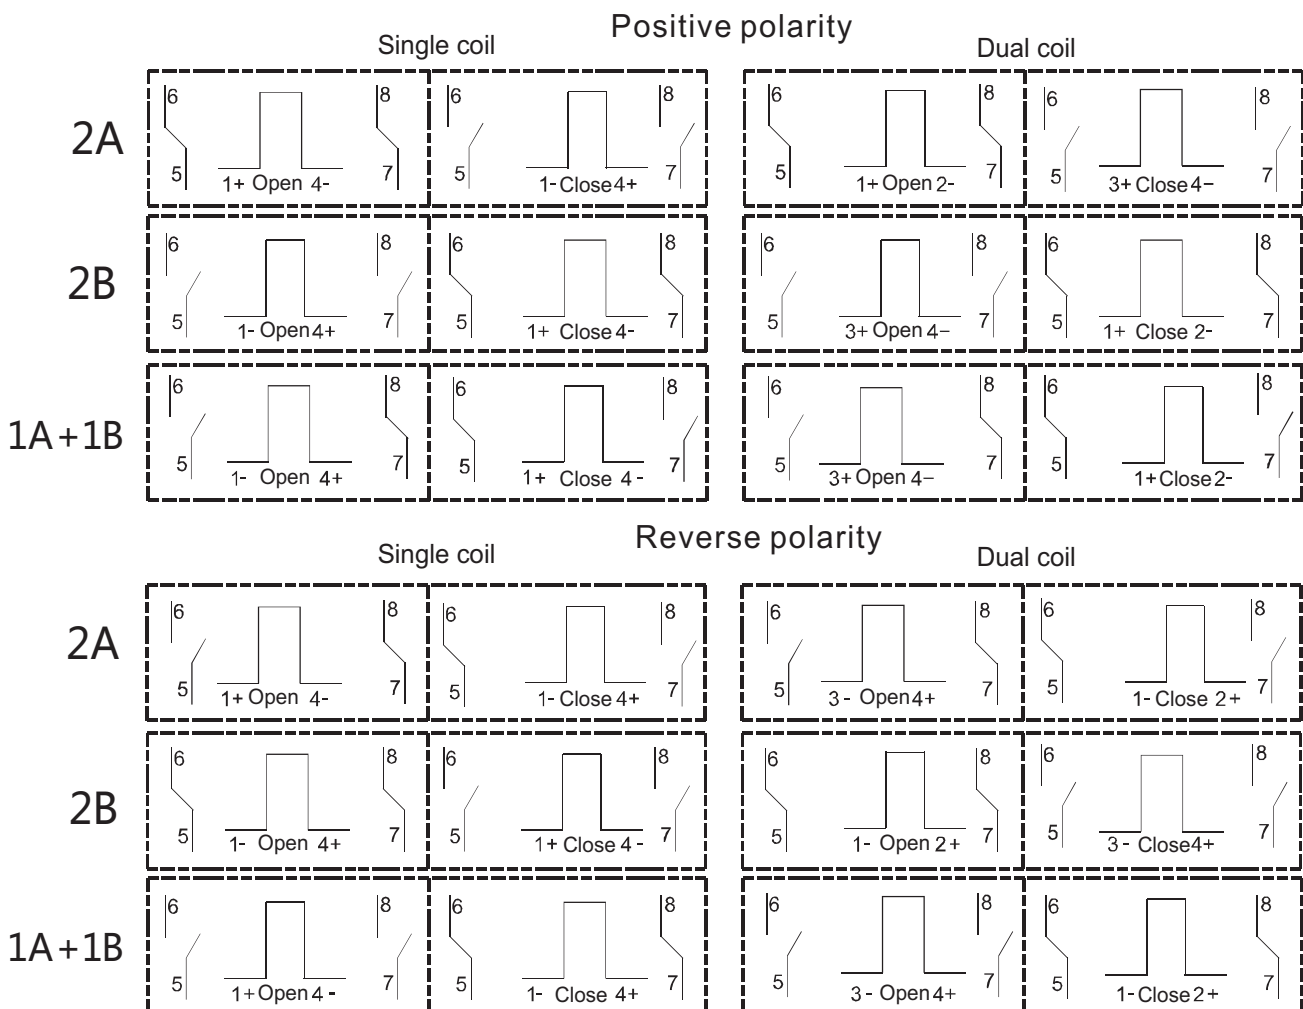 Positive polarity
Single coil Dual coil
2A
6 8 6 8 6 8 6 8
5 1+ Open 4- 7 5 1- Close 4+ 7 5 1+ Open 2- 7 5 3+ Close 4− 7
2B
6 8 6 8 6 8 6 8
5 1- Open 4+ 7 5 1+ Close 4- 7 5 3+ Open 4− 7 5 1+ Close 2- 7
1A+1B
6 8 6 8 6 8 6 8
5 1- Open 4+ 7 5 1+ Close 4 - 7 5 3+ Open 4− 7 5 1+ Close 2- 7
Reverse polarity
Single coil Dual coil
2A
6 8 6 8 6 8 6 8
5 1+ Open 4- 7 5 1- Close 4+ 7 5 3 - Open 4+ 7 5 1- Close 2+ 7
2B
6 8 6 8 6 8 6 8
5 1- Open 4+ 7 5 1+ Close 4 - 7 5 1- Open 2+ 7 5 3 - Close 4+ 7
1A+1B
6 8 6 8 6 8 6 8
5 1+ Open 4 - 7 5 1- Close 4+ 7 5 3 - Open 4+ 7 5 1- Close 2+ 7